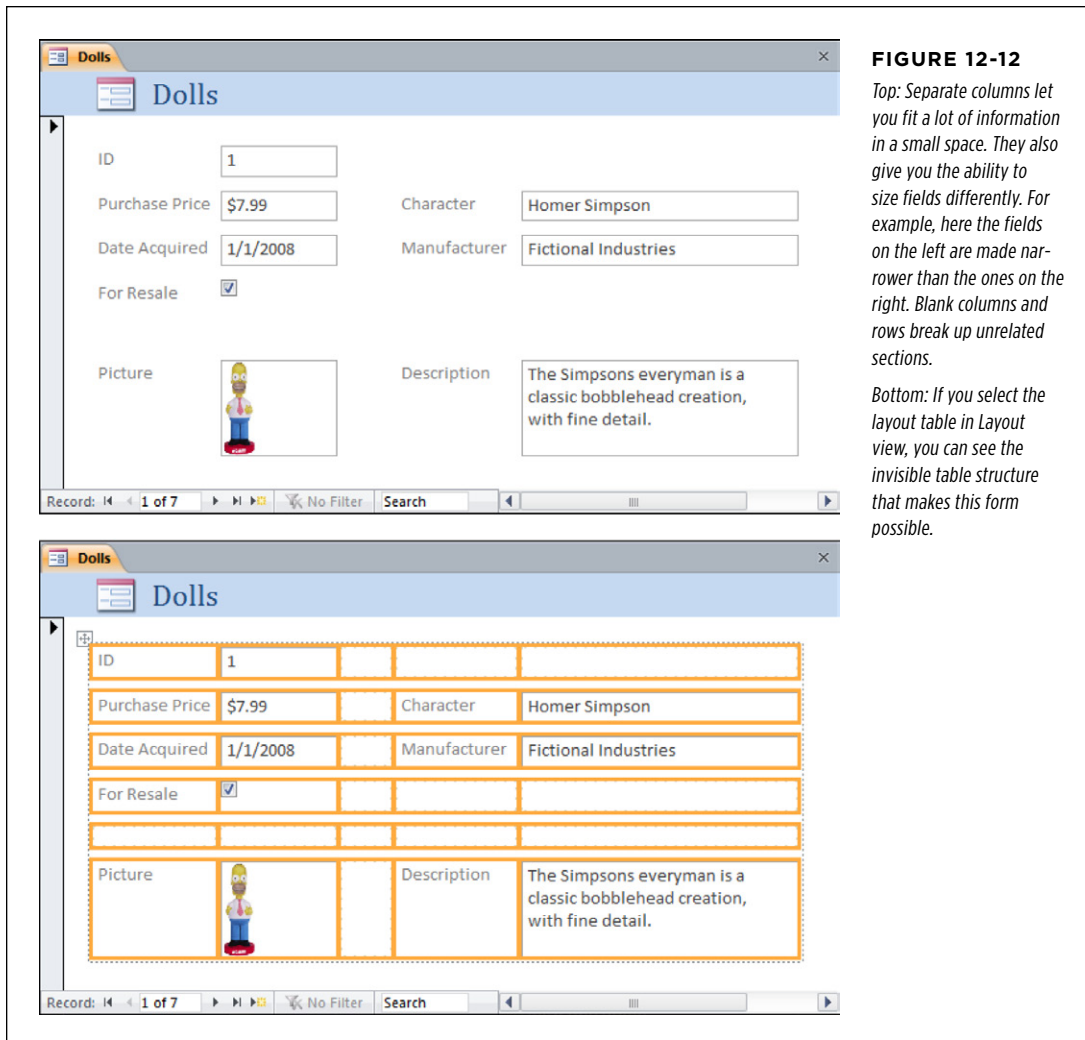 Dolls
Dolls
ID 1
Purchase Price $7.99 Character Homer Simpson
Date Acquired 1/1/2008 Manufacturer Fictional Industries
For Resale
Picture Description The Simpsons everyman is a
classic bobblehead creation,
with fine detail.
Record: 1 of 7 No Filter Search
Dolls
Dolls
ID 1
Purchase Price $7.99 Character Homer Simpson
Date Acquired 1/1/2008 Manufacturer Fictional Industries
For Resale
Picture Description The Simpsons everyman is a
classic bobblehead creation,
with fine detail.
Record: 1 of 7 No Filter Search
FIGURE 12-12
Top: Separate columns let
you fit a lot of information
in a small space. They also
give you the ability to
size fields differently. For
example, here the fields
on the left are made nar-
rower than the ones on the
right. Blank columns and
rows break up unrelated
sections.
Bottom: If you select the
layout table in Layout
view, you can see the
invisible table structure
that makes this form
possible.